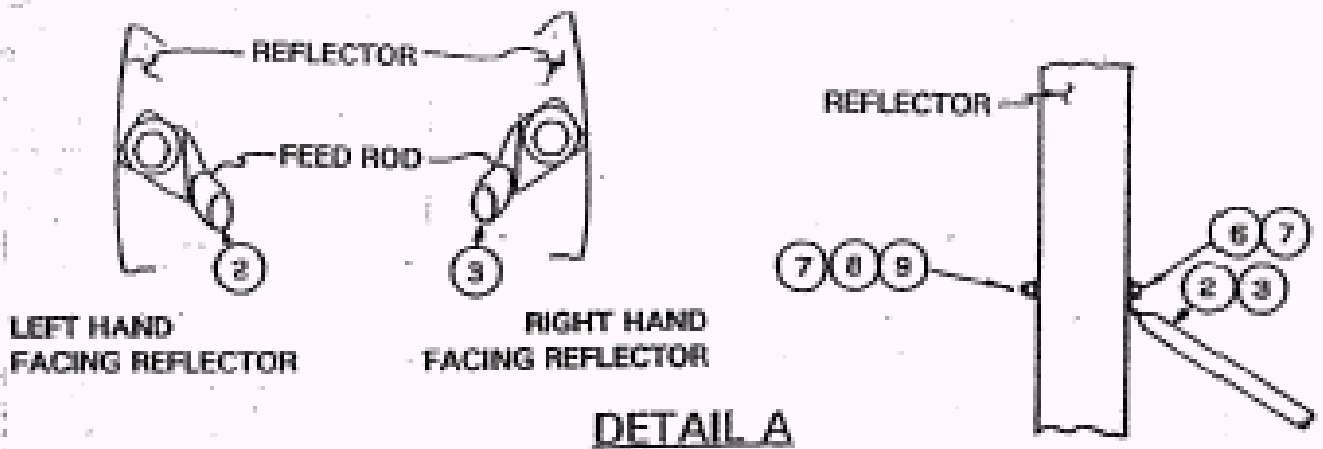 REFLECTOR
FEED ROD
2
3
LEFT HAND
FACING REFLECTOR
RIGHT HAND
FACING REFLECTOR
REFLECTOR
7 8 9
6 7
2 3
DETAIL A